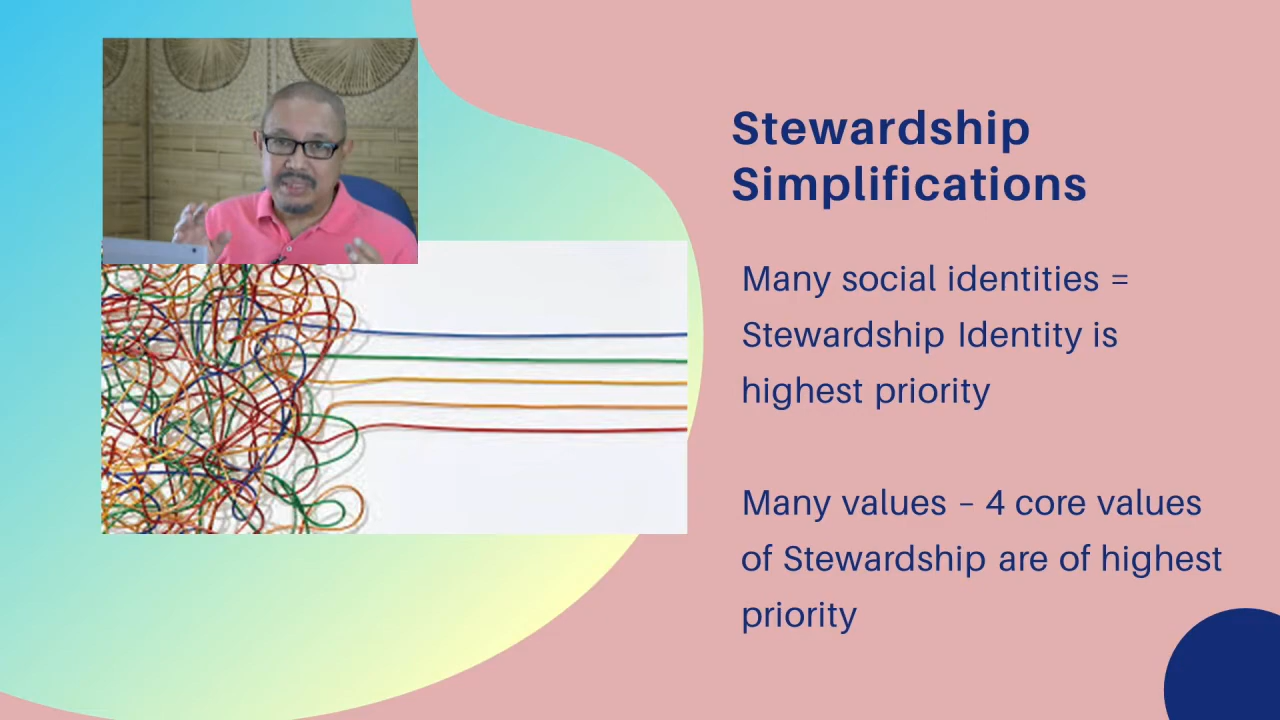 Stewardship
Simplifications
Many social identities =
Stewardship Identity is
highest priority
Many values – 4 core values
of Stewardship are of highest
priority